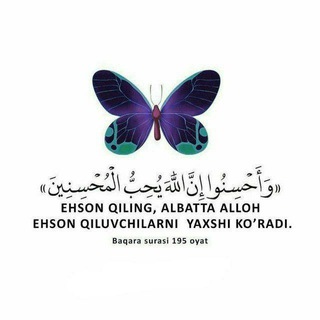 «وَأَحْسِنُوا إِنَّ اللَّهَ يُحِبُّ الْمُحْسِنِينَ»
EHSON QILING, ALBATTA ALLOH
EHSON QILUVCHILARNI YAXSHI KO’RADI.
Baqara surasi 195 oyat